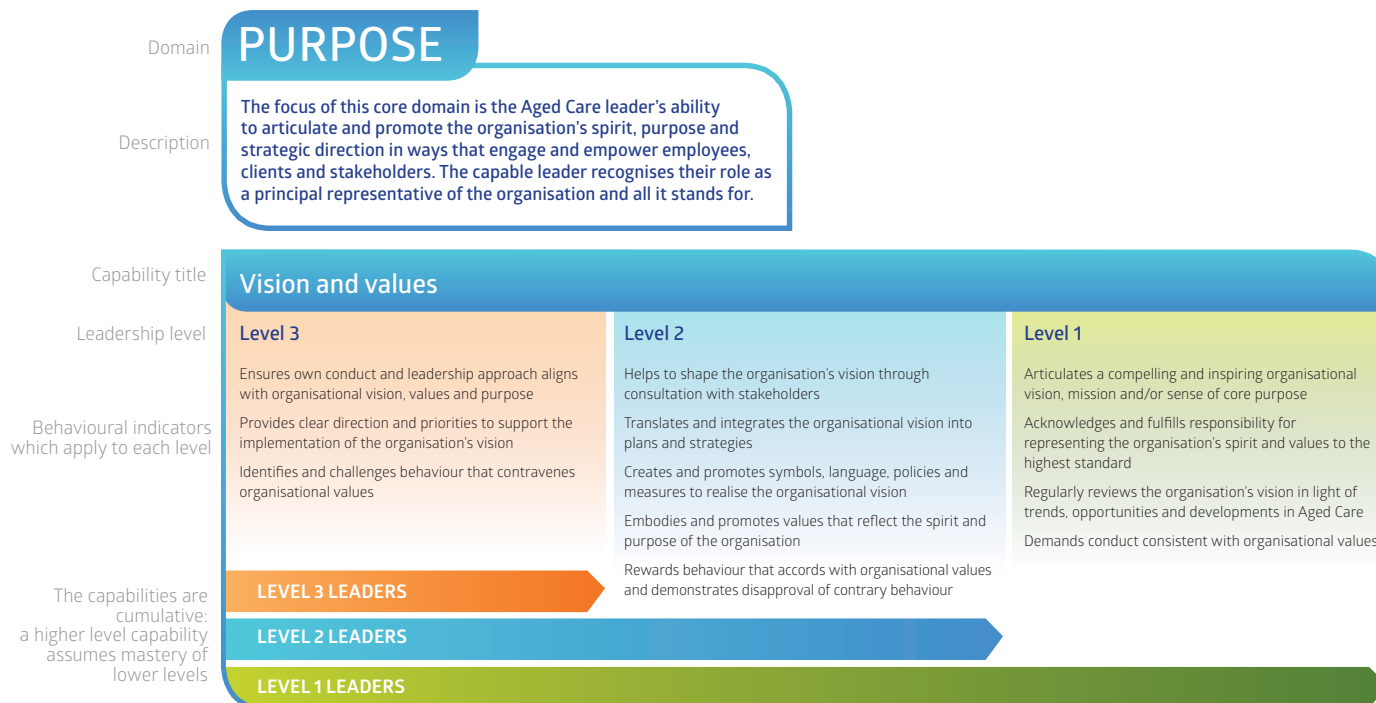 Domain
PURPOSE
Description
The focus of this core domain is the Aged Care leader's ability
to articulate and promote the organisation's spirit, purpose and
strategic direction in ways that engage and empower employees,
clients and stakeholders. The capable leader recognises their role as
a principal representative of the organisation and all it stands for.
Capability title
Vision and values
Leadership level
Level 3
Level 2
Level 1
Behavioural indicators
which apply to each level
Ensures own conduct and leadership approach aligns
with organisational vision, values and purpose
Provides clear direction and priorities to support the
implementation of the organisation's vision
Identifies and challenges behaviour that contravenes
organisational values
Helps to shape the organisation's vision through
consultation with stakeholders
Translates and integrates the organisational vision into
plans and strategies
Creates and promotes symbols, language, policies and
measures to realise the organisational vision
Embodies and promotes values that reflect the spirit and
purpose of the organisation
Rewards behaviour that accords with organisational values
and demonstrates disapproval of contrary behaviour
Articulates a compelling and inspiring organisational
vision, mission and/or sense of core purpose
Acknowledges and fulfills responsibility for
representing the organisation's spirit and values to the
highest standard
Regularly reviews the organisation's vision in light of
trends, opportunities and developments in Aged Care
Demands conduct consistent with organisational values
The capabilities are
cumulative:
a higher level capability
assumes mastery of
lower levels
LEVEL 3 LEADERS
LEVEL 2 LEADERS
LEVEL 1 LEADERS